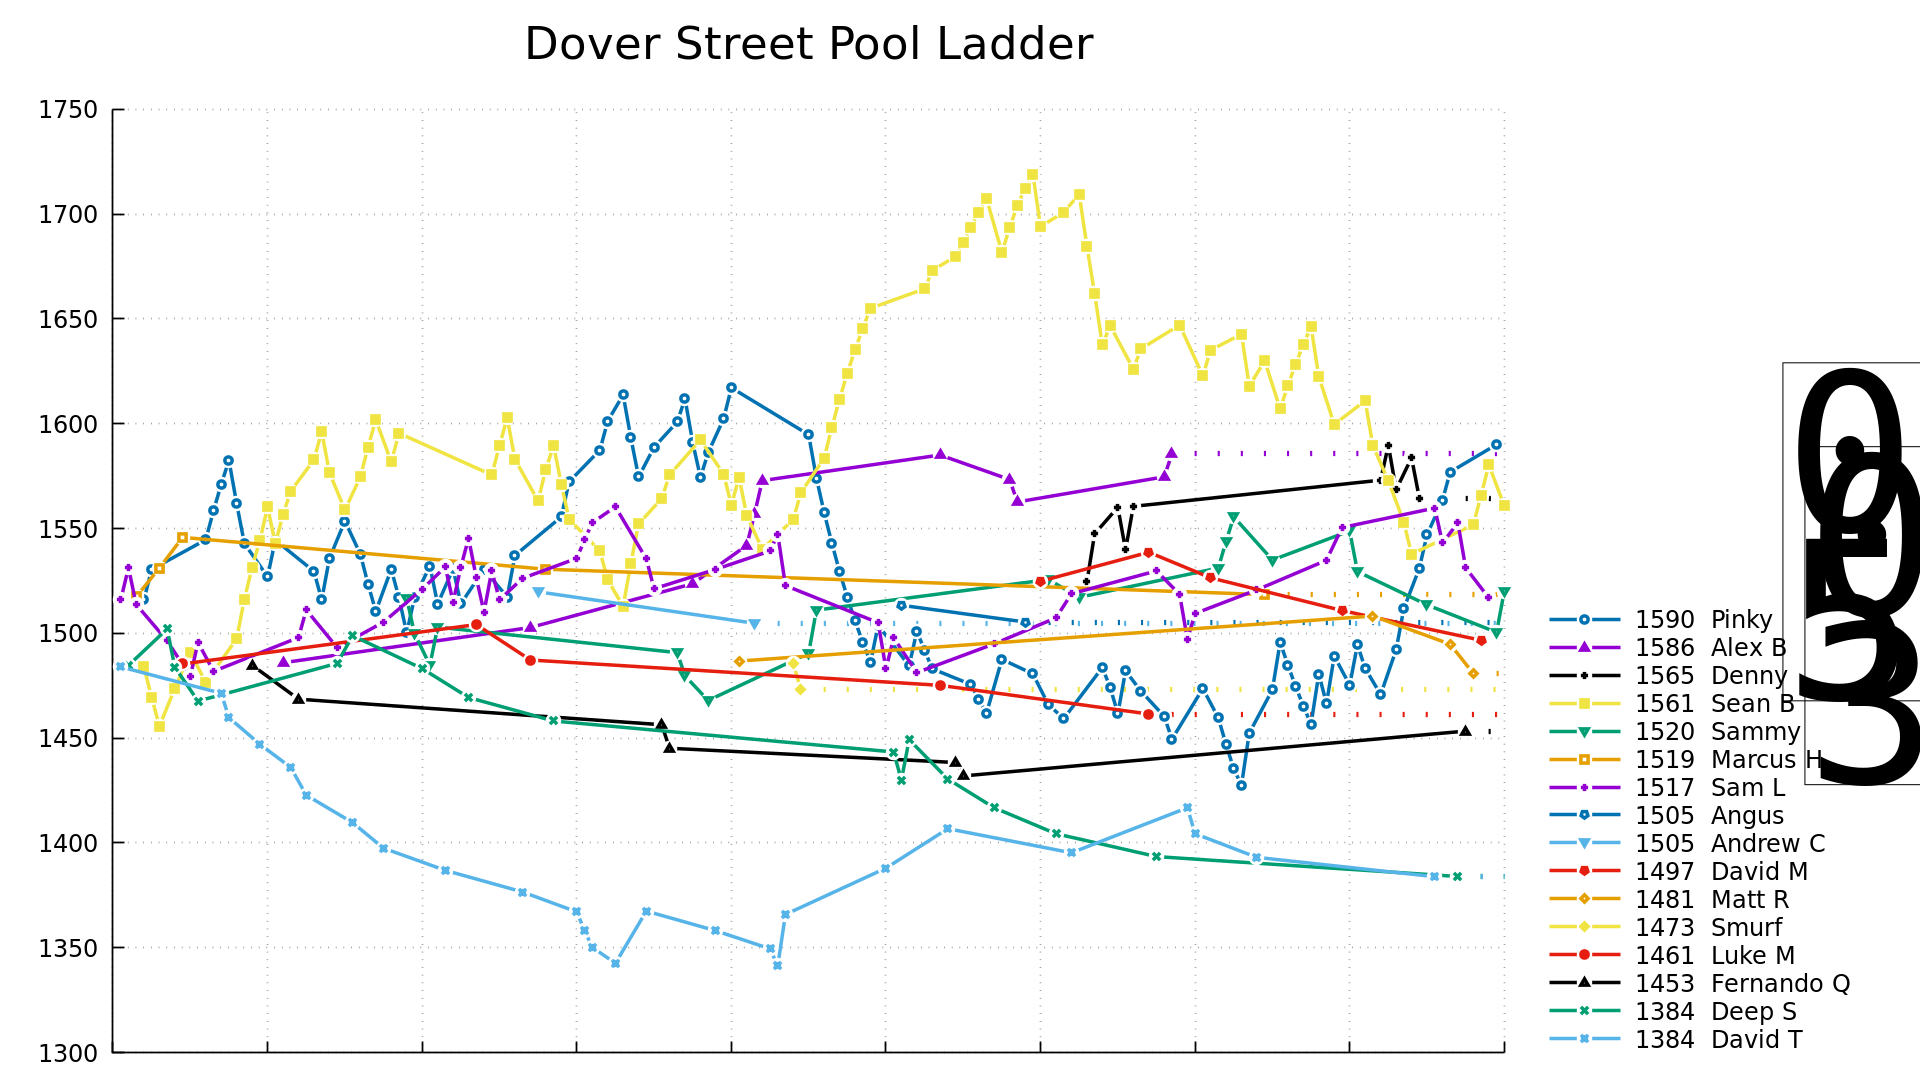 Dover Street Pool Ladder
1750
1700
1650
1600
1550
1500
1450
1400
1350
1300
1590 Pinky
1586 Alex B
1565 Denny
1561 Sean B
1520 Sammy
1519 Marcus H
1517 Sam L
1505 Angus
1505 Andrew C
1497 David M
1481 Matt R
1473 Smurf
1461 Luke M
1453 Fernando Q
1384 Deep S
1384 David T